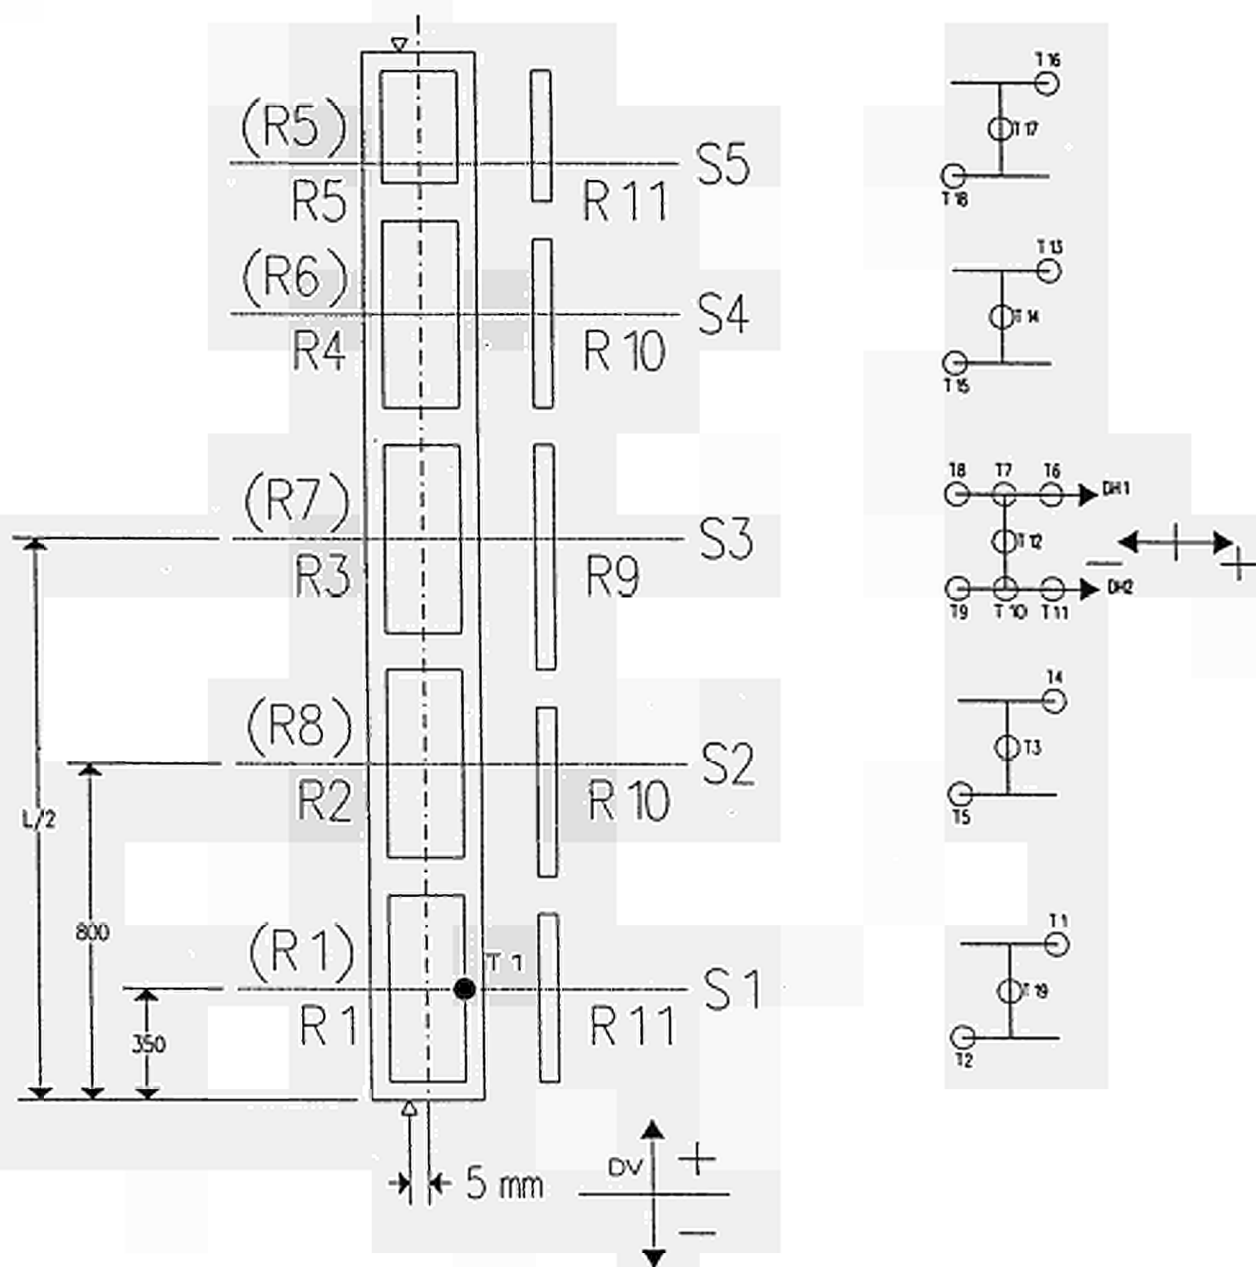 T16
(R5)
T17
S5
R5
R11
T18
T13
(R6)
S4
T14
R4
R10
T15
T8 T7 T6
(R7)
DH1
S3
T12
− +
R3
R9
DH2
T9 T10 T11
T4
(R8)
T3
S2
R2
R10
L/2
T5
T1
800
(R1)
T1
S1
T19
R1
R11
350
T2
DV +
5 mm
−